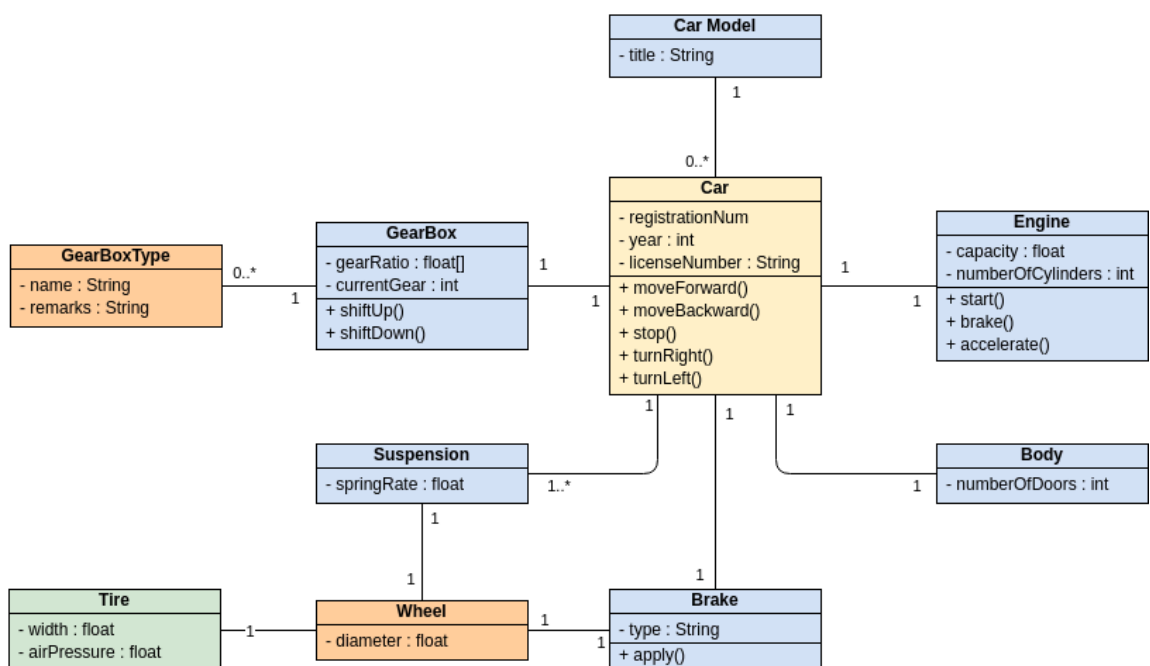 Car Model
- title : String
1
0..*
Car
- registrationNum
- year : int
- licenseNumber : String
+ moveForward()
+ moveBackward()
+ stop()
+ turnRight()
+ turnLeft()
GearBoxType
- name : String
- remarks : String
0..*
1
GearBox
- gearRatio : float[]
- currentGear : int
+ shiftUp()
+ shiftDown()
1
1
1
1
Engine
- capacity : float
- numberOfCylinders : int
+ start()
+ brake()
+ accelerate()
1
1
1
Suspension
- springRate : float
1..*
1
Body
- numberOfDoors : int
1
1
1
Tire
- width : float
- airPressure : float
1
Wheel
- diameter : float
1
1
Brake
- type : String
+ apply()